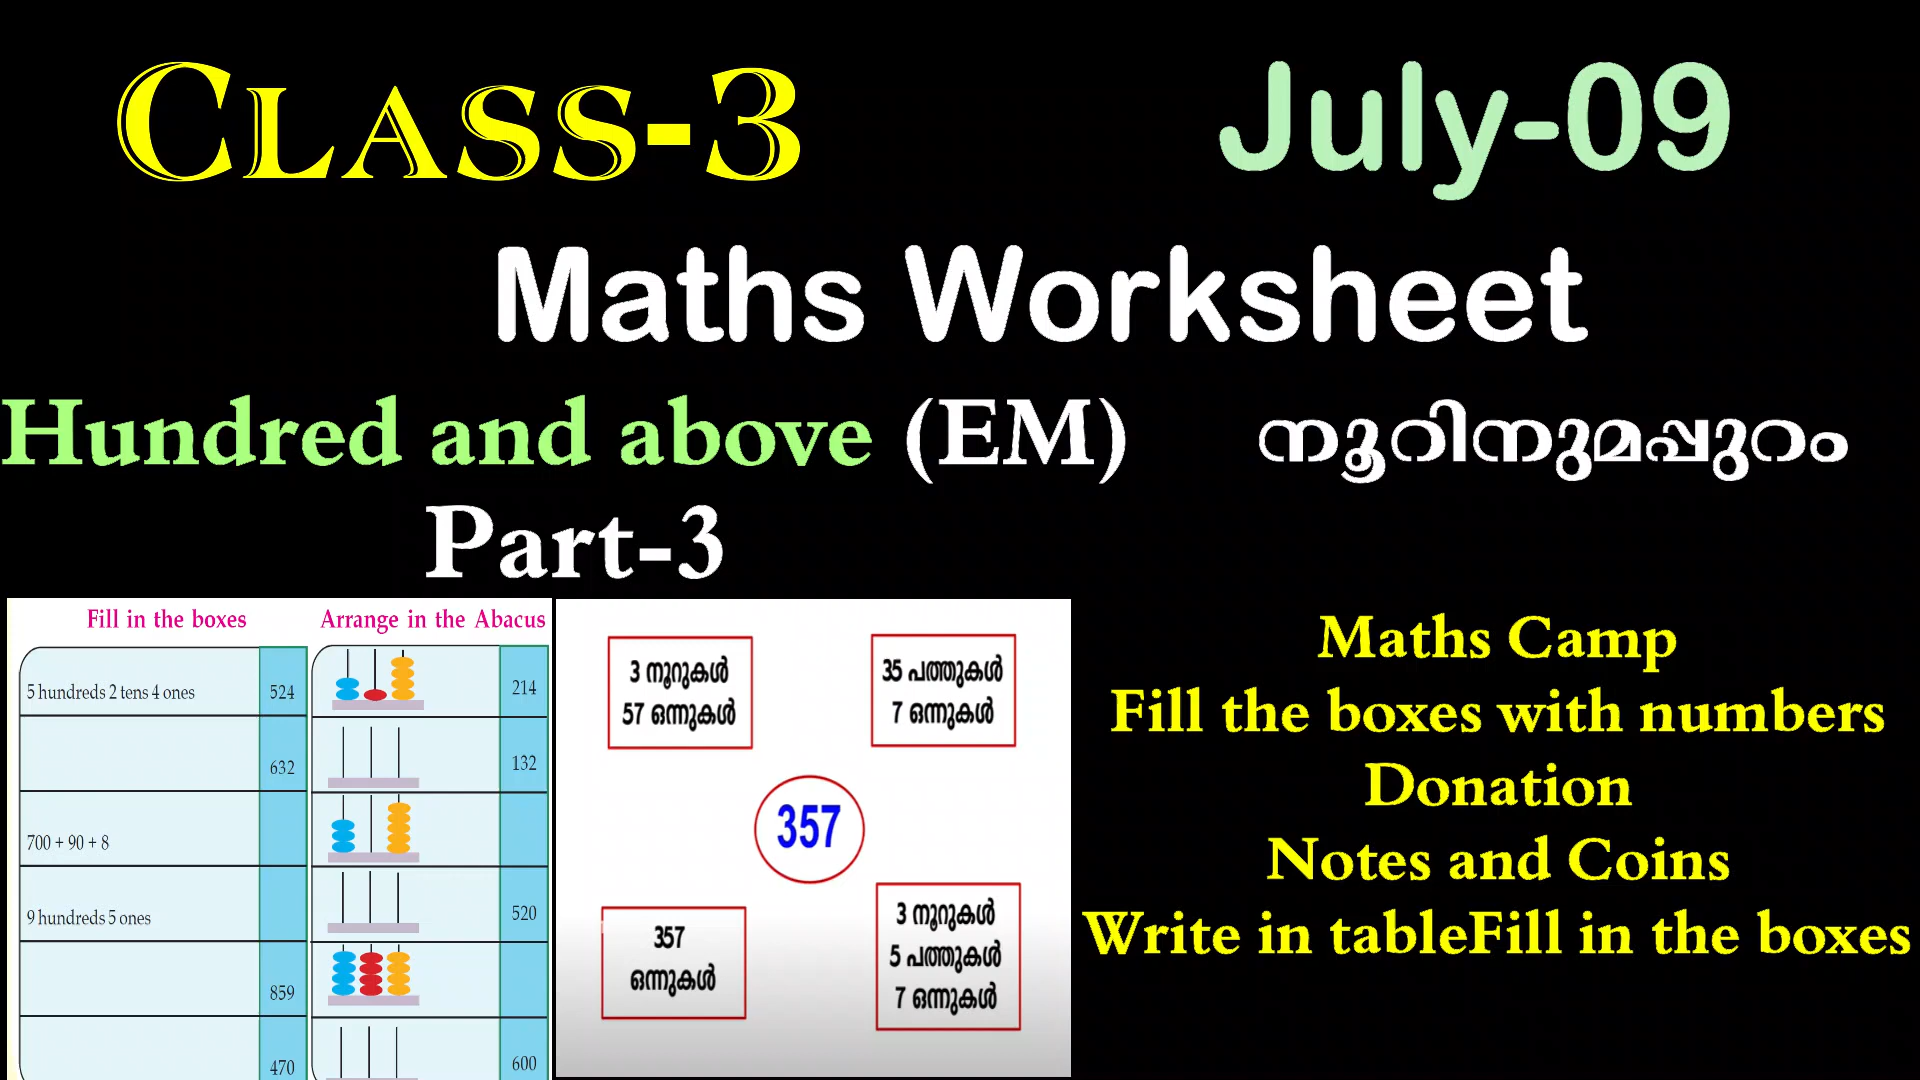 CLASS-3
July-09
Maths Worksheet
Hundred and above (EM)
നൂറിനുമപ്പുറം
Part-3
Fill in the boxes
5 hundreds 2 tens 4 ones
524
632
700 + 90 + 8
9 hundreds 5 ones
859
470
Arrange in the Abacus
214
132
520
600
3 നൂറുകൾ
57 ഒന്നുകൾ
35 പത്തുകൾ
7 ഒന്നുകൾ
357
357
ഒന്നുകൾ
3 നൂറുകൾ
5 പത്തുകൾ
7 ഒന്നുകൾ
Maths Camp
Fill the boxes with numbers
Donation
Notes and Coins
Write in tableFill in the boxes